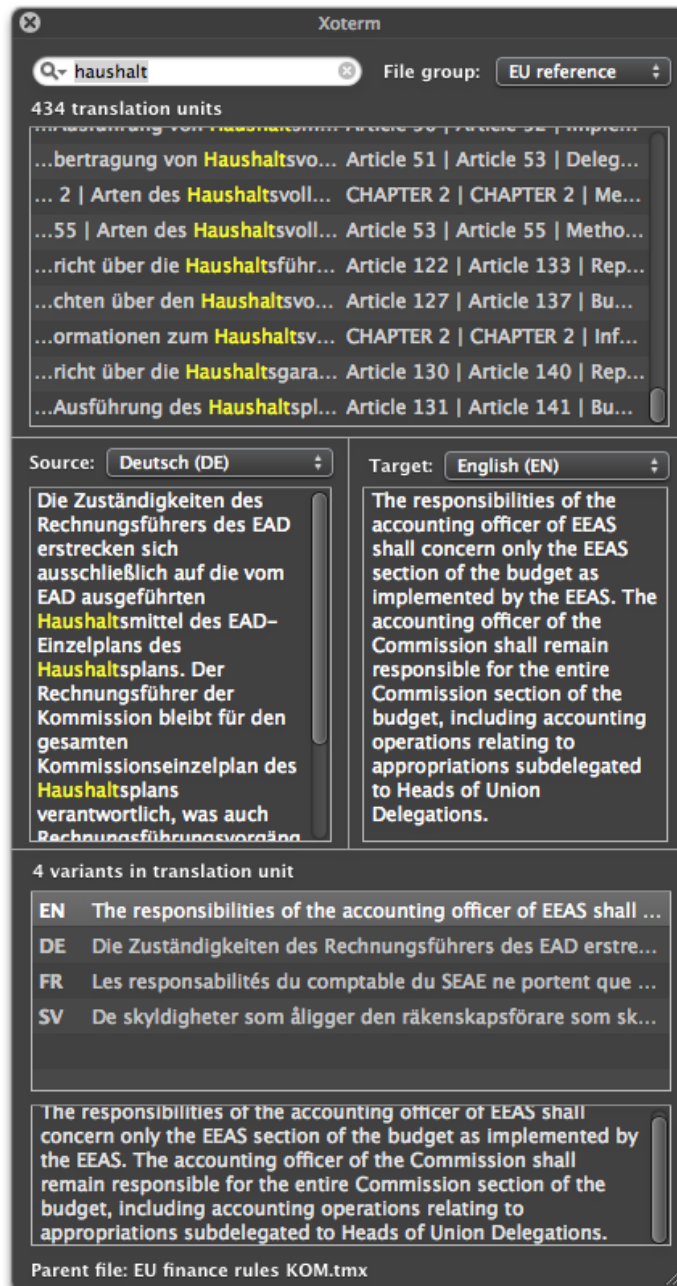 Xoterm
haushalt File group: EU reference
434 translation units
...Ausführung von Haushaltsm... Article 50 | Article 52 | Imple...
...bertragung von Haushaltsvo... Article 51 | Article 53 | Deleg...
... 2 | Arten des Haushaltsvoll... CHAPTER 2 | CHAPTER 2 | Me...
...55 | Arten des Haushaltsvoll... Article 53 | Article 55 | Metho...
...richt über die Haushaltsführ... Article 122 | Article 133 | Rep...
...chten über den Haushaltsvo... Article 127 | Article 137 | Bu...
...ormationen zum Haushaltsv... CHAPTER 2 | CHAPTER 2 | Inf...
...richt über die Haushaltsgara... Article 130 | Article 140 | Rep...
...Ausführung des Haushaltspl... Article 131 | Article 141 | Bu...
Source: Deutsch (DE)
Die Zuständigkeiten des
Rechnungsführers des EAD
erstrecken sich
ausschließlich auf die vom
EAD ausgeführten
Haushaltsmittel des EAD-
Einzelplans des
Haushaltsplans. Der
Rechnungsführer der
Kommission bleibt für den
gesamten
Kommissionseinzelplan des
Haushaltsplans
verantwortlich, was auch
Rechnungsführungsvorgäng
Target: English (EN)
The responsibilities of the
accounting officer of EEAS
shall concern only the EEAS
section of the budget as
implemented by the EEAS. The
accounting officer of the
Commission shall remain
responsible for the entire
Commission section of the
budget, including accounting
operations relating to
appropriations subdelegated
to Heads of Union
Delegations.
4 variants in translation unit
EN The responsibilities of the accounting officer of EEAS shall ...
DE Die Zuständigkeiten des Rechnungsführers des EAD erstre...
FR Les responsabilités du comptable du SEAE ne portent que ...
SV De skyldigheter som åligger den räkenskapsförare som sk...
The responsibilities of the accounting officer of EEAS shall
concern only the EEAS section of the budget as implemented by
the EEAS. The accounting officer of the Commission shall
remain responsible for the entire Commission section of the
budget, including accounting operations relating to
appropriations subdelegated to Heads of Union Delegations.
Parent file: EU finance rules KOM.tmx